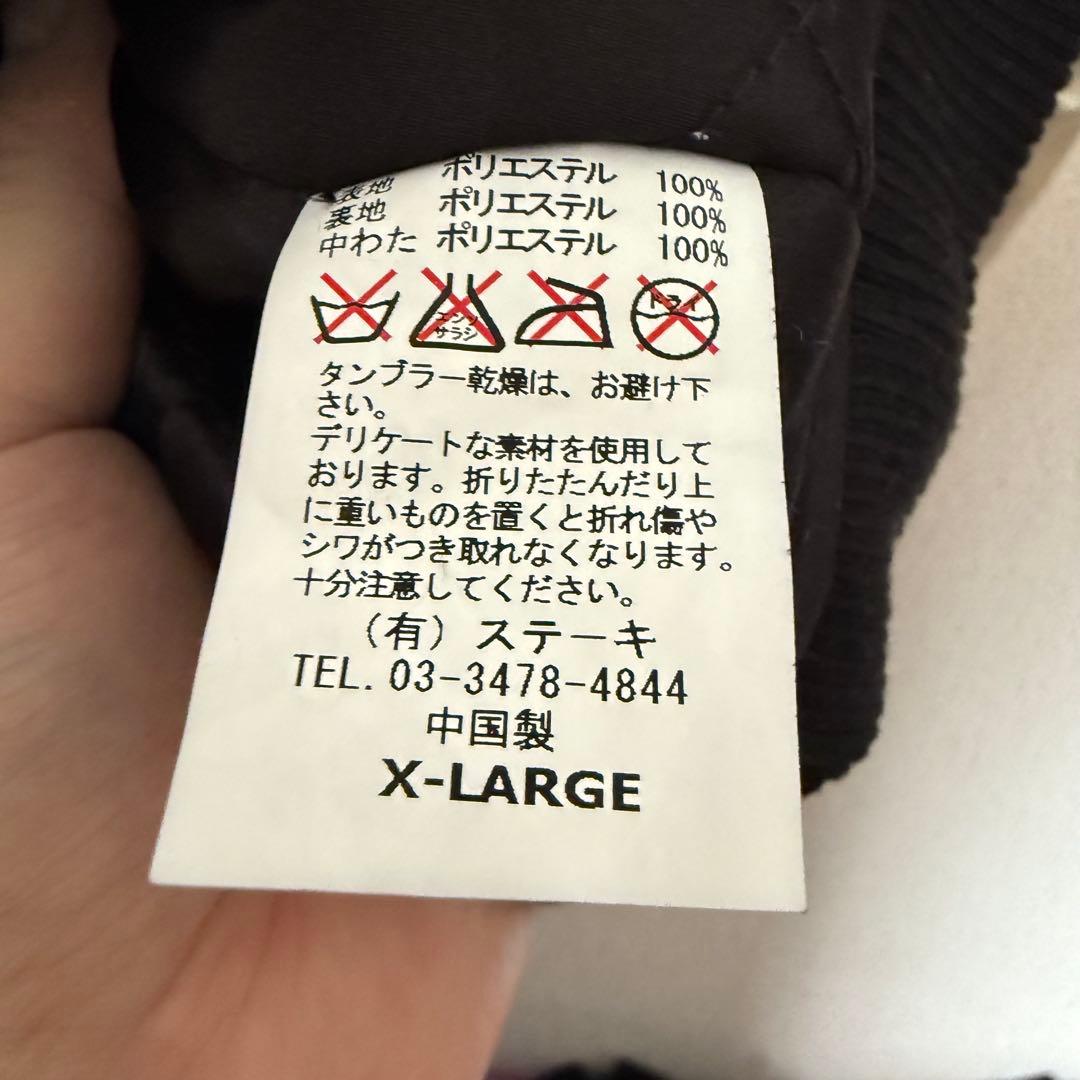 表地 ポリエステル 100%
裏地 ポリエステル 100%
中わた ポリエステル 100%
エンソ
サラシ
ドライ
タンブラー乾燥は、お避け下
さい。
デリケートな素材を使用して
おります。折りたたんだり上
に重いものを置くと折れ傷や
シワがつき取れなくなります。
十分注意してください。
（有）ステーキ
TEL. 03-3478-4844
中国製
X-LARGE